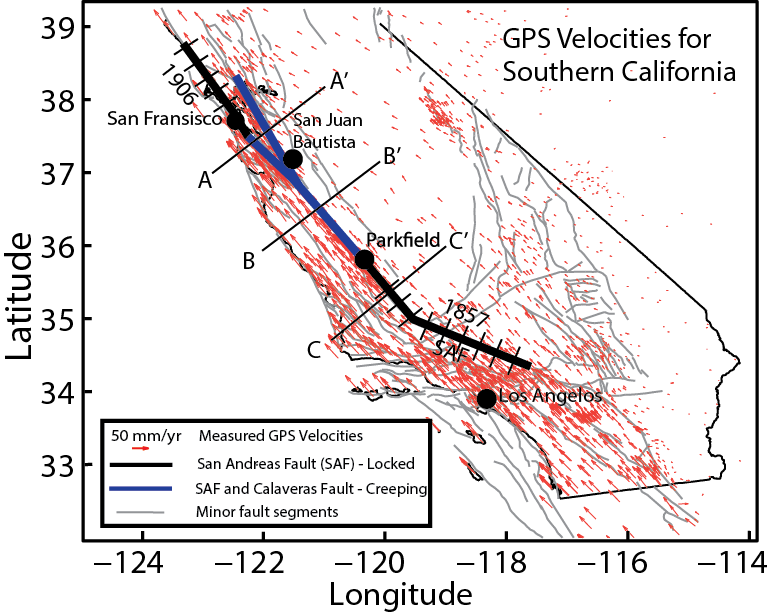 GPS Velocities for
Southern California
39
38
37
36
35
34
33
Latitude
1906
San Fransisco
A
A’
San Juan
Bautista
B’
B
Parkfield
C’
C
1857
SAF
Los Angelos
50 mm/yr Measured GPS Velocities
San Andreas Fault (SAF) - Locked
SAF and Calaveras Fault - Creeping
Minor fault segments
−124 −122 −120 −118 −116 −114
Longitude